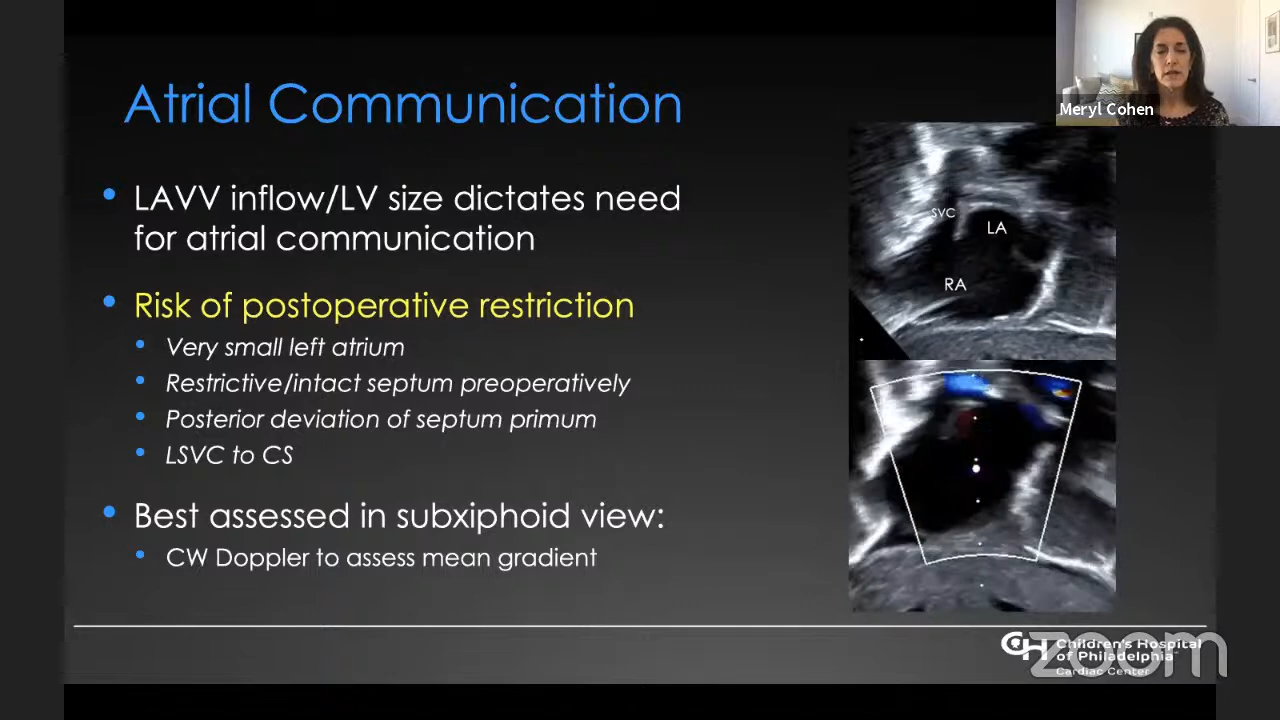 Meryl Cohen
Atrial Communication
LAVV inflow/LV size dictates need
for atrial communication
Risk of postoperative restriction
Very small left atrium
Restrictive/intact septum preoperatively
Posterior deviation of septum primum
LSVC to CS
Best assessed in subxiphoid view:
CW Doppler to assess mean gradient
SVC
LA
RA
CH
Children's Hospital
of Philadelphia
Cardiac Center
zoom